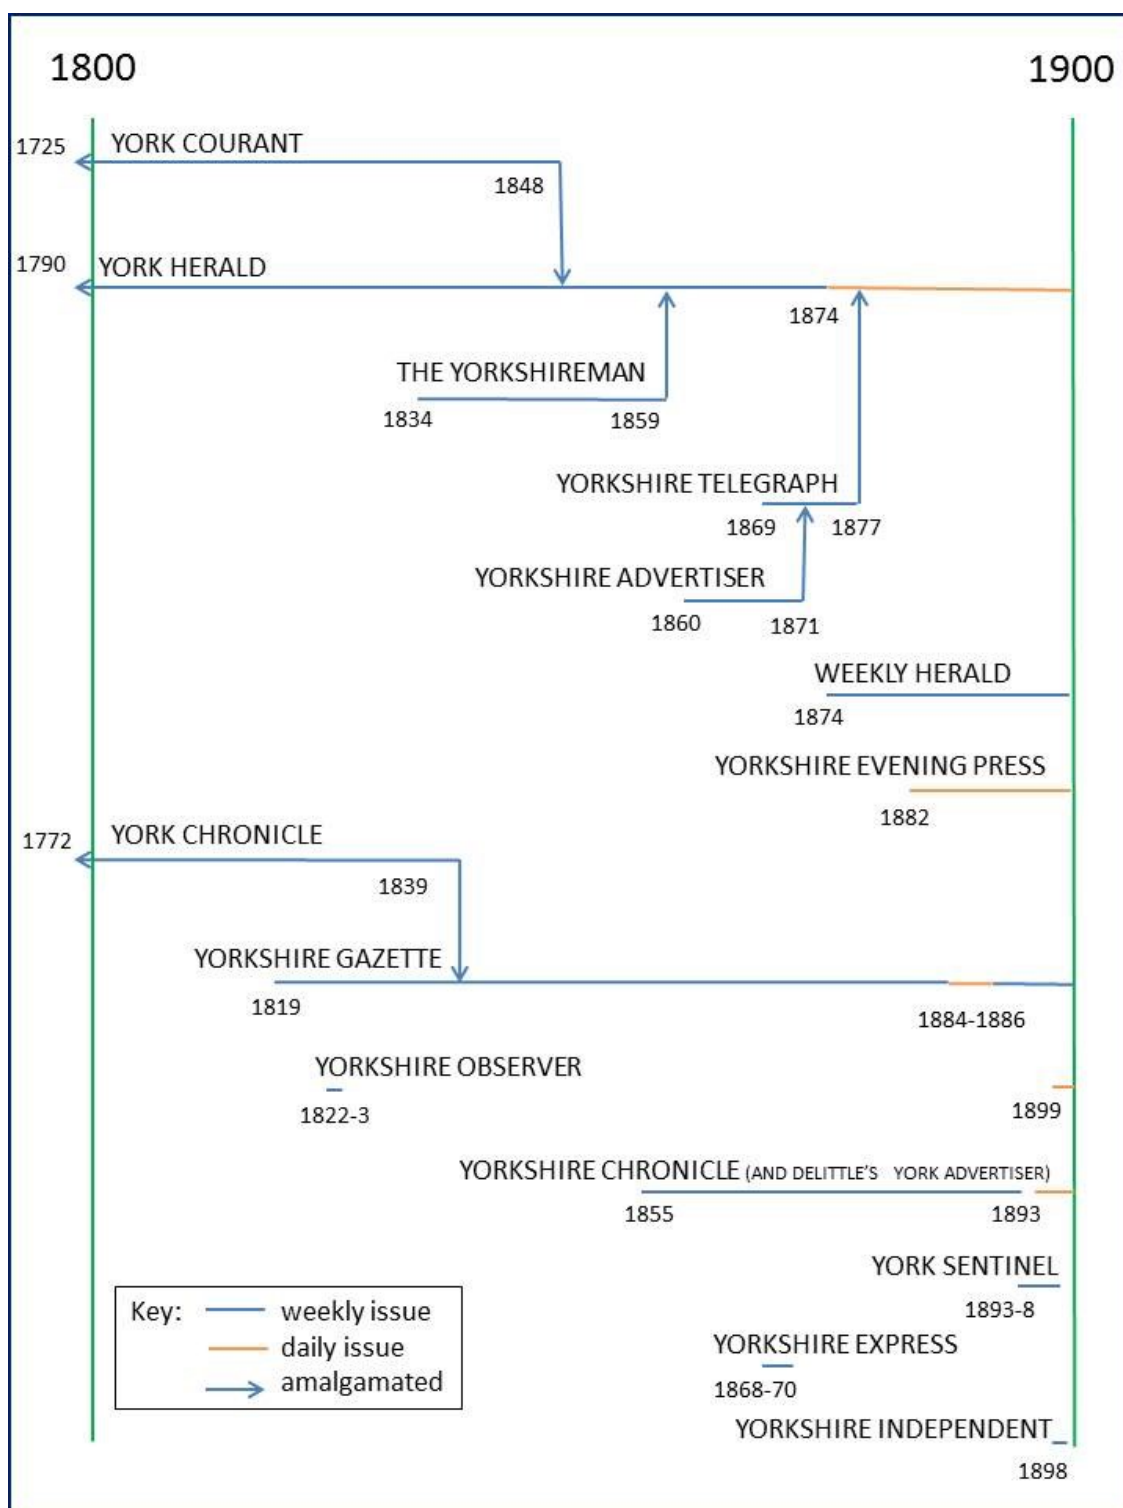 1800
1900
1725
YORK COURANT
1848
1790
YORK HERALD
1874
THE YORKSHIREMAN
1834
1859
YORKSHIRE TELEGRAPH
1869
1877
YORKSHIRE ADVERTISER
1860
1871
WEEKLY HERALD
1874
YORKSHIRE EVENING PRESS
1882
1772
YORK CHRONICLE
1839
YORKSHIRE GAZETTE
1819
1884-1886
YORKSHIRE OBSERVER
1822-3
1899
YORKSHIRE CHRONICLE (AND DELITTLE'S YORK ADVERTISER)
1855
1893
YORK SENTINEL
1893-8
Key:
weekly issue
daily issue
amalgamated
YORKSHIRE EXPRESS
1868-70
YORKSHIRE INDEPENDENT
1898